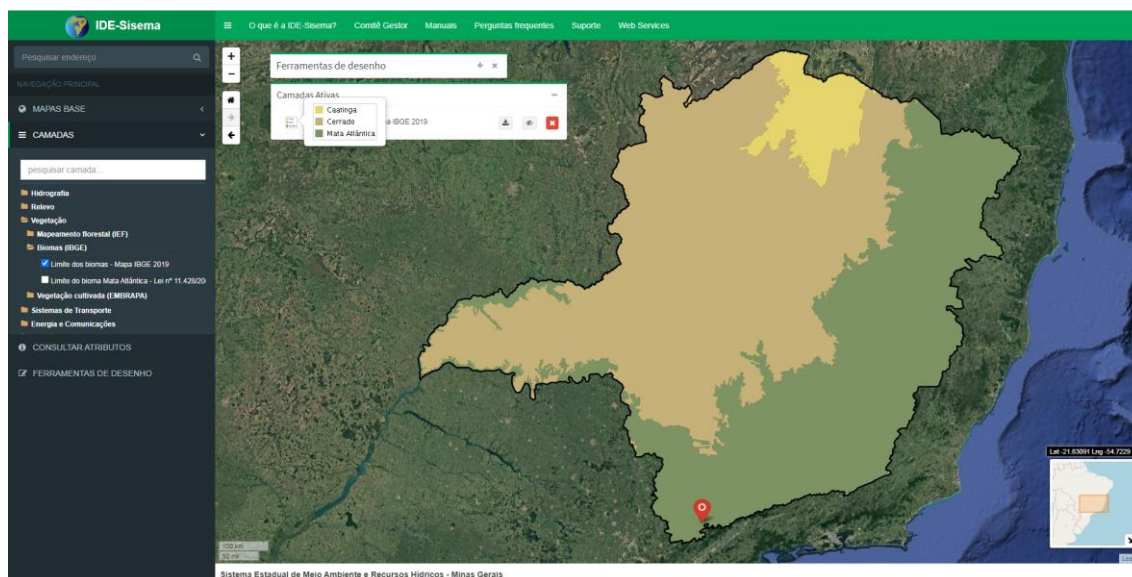 IDE-Sisema
O que é a IDE-Sisema? Comitê Gestor Manuais Perguntas frequentes Suporte Web Services
Pesquisar endereço
NAVEGAÇÃO PRINCIPAL
MAPAS BASE
CAMADAS
pesquisar camada...
Hidrografia
Relevo
Vegetação
Mapeamento florestal (IEF)
Biomas (IBGE)
Limite dos biomas - Mapa IBGE 2019
Limite do bioma Mata Atlântica - Lei nº 11.428/20
Vegetação cultivada (EMBRAPA)
Sistemas de Transporte
Energia e Comunicações
CONSULTAR ATRIBUTOS
FERRAMENTAS DE DESENHO
Ferramentas de desenho
Camadas Ativas
IBGE 2019
Caatinga
Cerrado
Mata Atlântica
Lat -21.83091 Lng -54.7229
100 km
50 mi
Sistema Estadual de Meio Ambiente e Recursos Hídricos - Minas Gerais